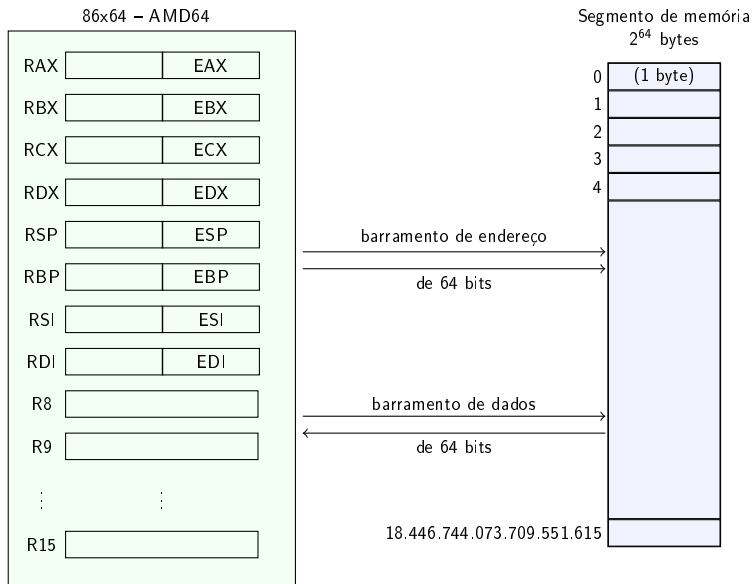 86x64 – AMD64
RAX EAX
RBX EBX
RCX ECX
RDX EDX
RSP ESP
RBP EBP
RSI ESI
RDI EDI
R8
R9
R15
barramento de endereço
de 64 bits
barramento de dados
de 64 bits
Segmento de memória
2⁶⁴ bytes
0 (1 byte)
1
2
3
4
18.446.744.073.709.551.615